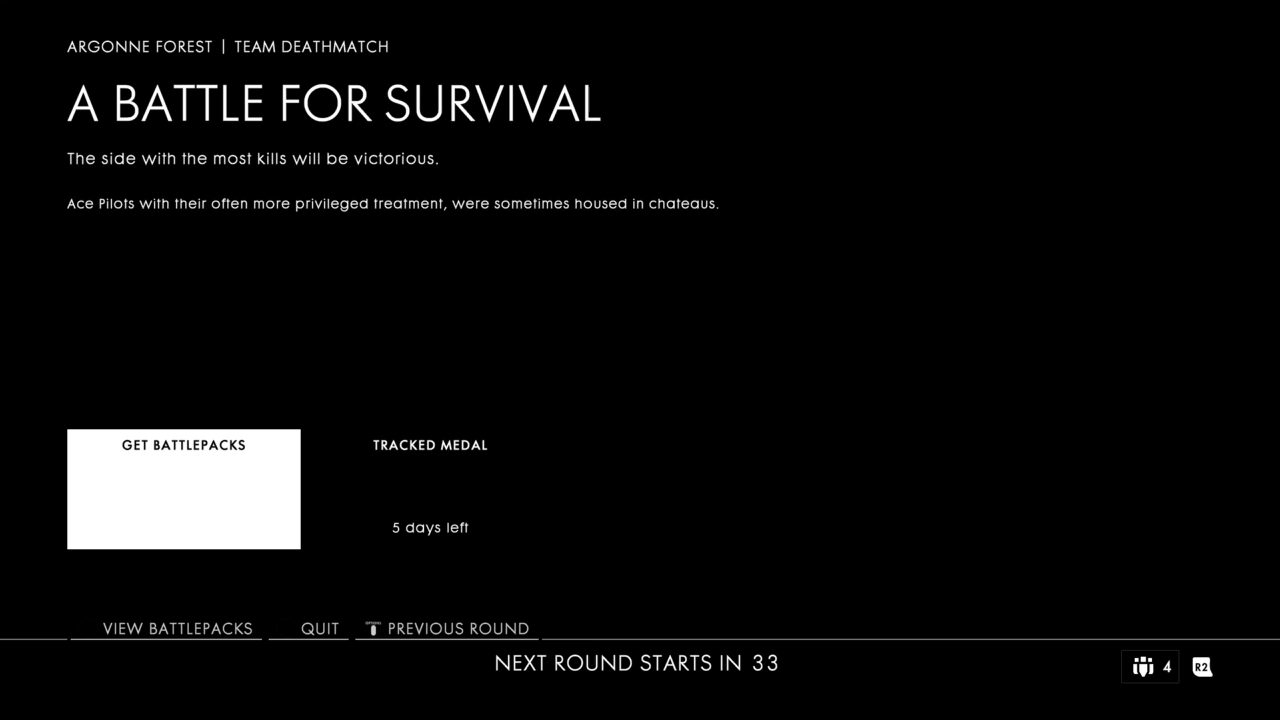 ARGONNE FOREST | TEAM DEATHMATCH
A BATTLE FOR SURVIVAL
The side with the most kills will be victorious.
Ace Pilots with their often more privileged treatment, were sometimes housed in chateaus.
GET BATTLEPACKS
TRACKED MEDAL
5 days left
VIEW BATTLEPACKS QUIT OPTIONS PREVIOUS ROUND
NEXT ROUND STARTS IN 33
4 R2